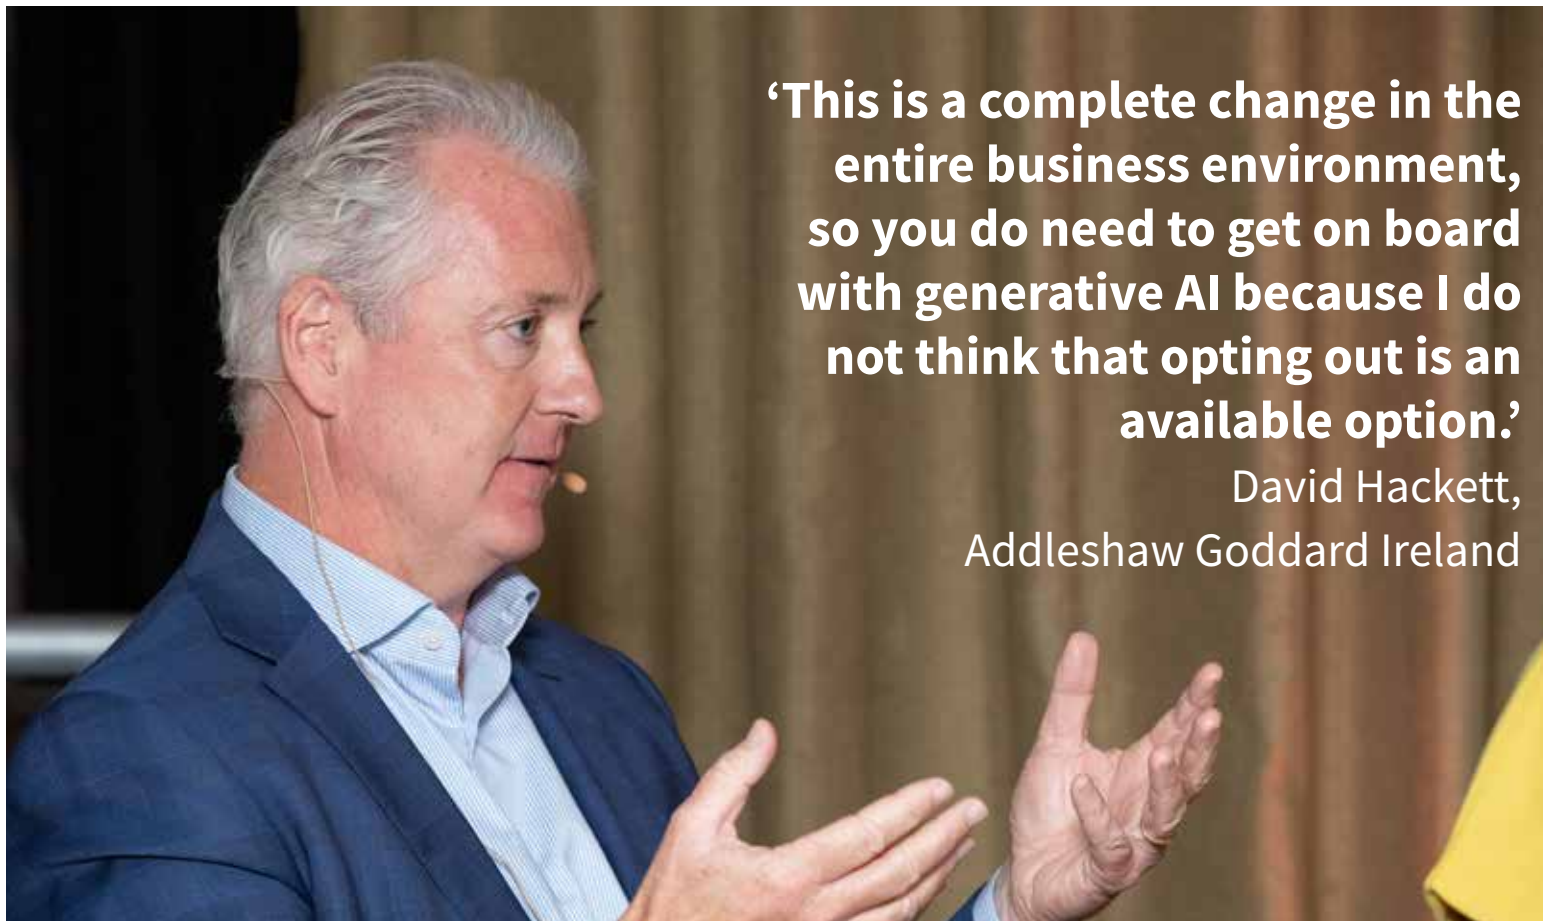 ‘This is a complete change in the
entire business environment,
so you do need to get on board
with generative AI because I do
not think that opting out is an
available option.’
David Hackett,
Addleshaw Goddard Ireland